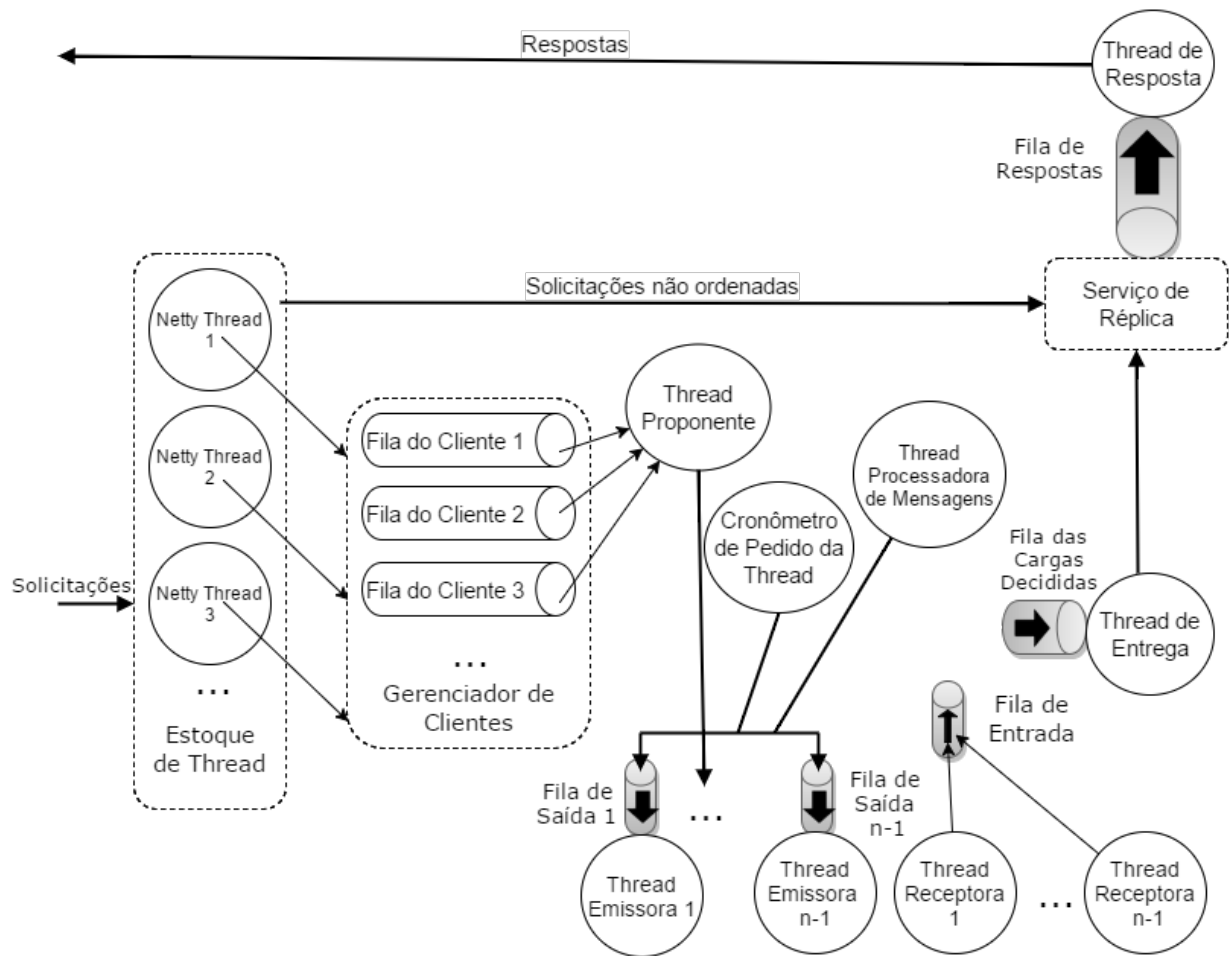 Respostas
Thread de
Resposta
Fila de
Respostas
Solicitações não ordenadas
Serviço de
Réplica
Netty Thread
1
Netty Thread
2
Netty Thread
3
...
Estoque
de Thread
Solicitações
Fila do Cliente 1
Fila do Cliente 2
Fila do Cliente 3
...
Gerenciador de
Clientes
Thread
Proponente
Cronômetro
de Pedido da
Thread
Thread
Processadora
de Mensagens
Fila das
Cargas
Decididas
Thread de
Entrega
Fila de
Entrada
Fila de
Saída 1
...
Fila de
Saída
n-1
Thread
Emissora 1
Thread
Emissora
n-1
Thread
Receptora
1
...
Thread
Receptora
n-1